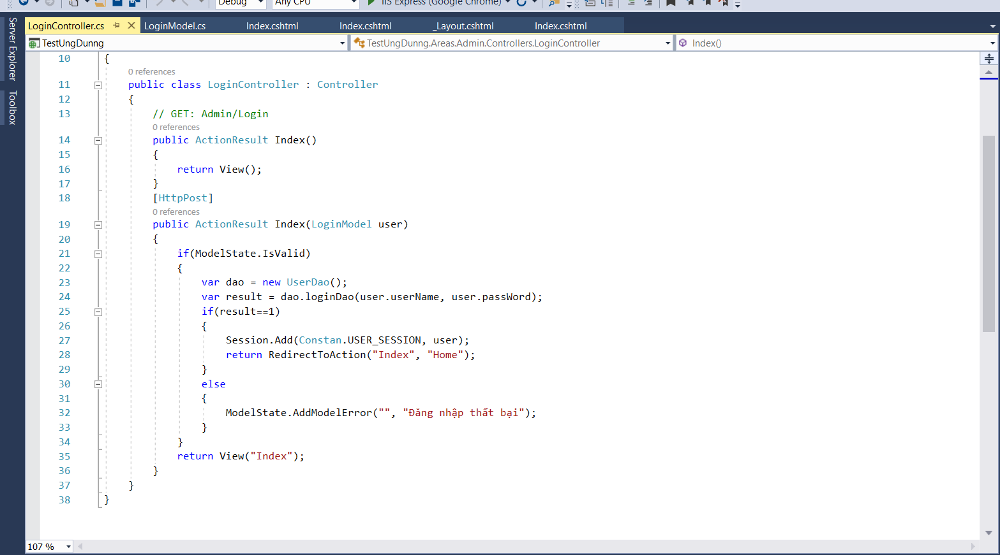 Debug Any CPU IIS Express (Google Chrome)
LoginController.cs LoginModel.cs Index.cshtml Index.cshtml _Layout.cshtml Index.cshtml
TestUngDunng TestUngDunng.Areas.Admin.Controllers.LoginController Index()
Server Explorer
Toolbox
10 {
0 references
11 public class LoginController : Controller
12 {
13 // GET: Admin/Login
0 references
14 public ActionResult Index()
15 {
16 return View();
17 }
18 [HttpPost]
0 references
19 public ActionResult Index(LoginModel user)
20 {
21 if(ModelState.IsValid)
22 {
23 var dao = new UserDao();
24 var result = dao.loginDao(user.userName, user.passWord);
25 if(result==1)
26 {
27 Session.Add(Constan.USER_SESSION, user);
28 return RedirectToAction("Index", "Home");
29 }
30 else
31 {
32 ModelState.AddModelError("", "Đăng nhập thất bại");
33 }
34 }
35 return View("Index");
36 }
37 }
38 }
107 %